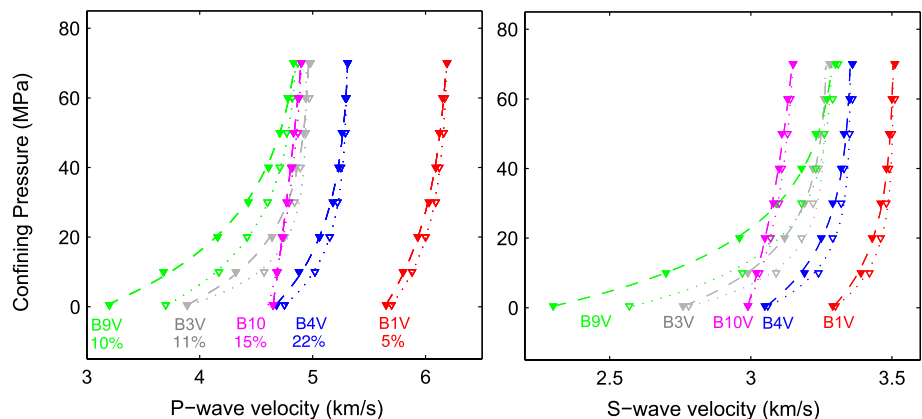 80
60
40
20
0
Confining Pressure (MPa)
B9V
10%
B3V
11%
B10
15%
B4V
22%
B1V
5%
3
4
5
6
P-wave velocity (km/s)
80
60
40
20
0
B9V
B3V
B10V
B4V
B1V
2.5
3
3.5
S-wave velocity (km/s)